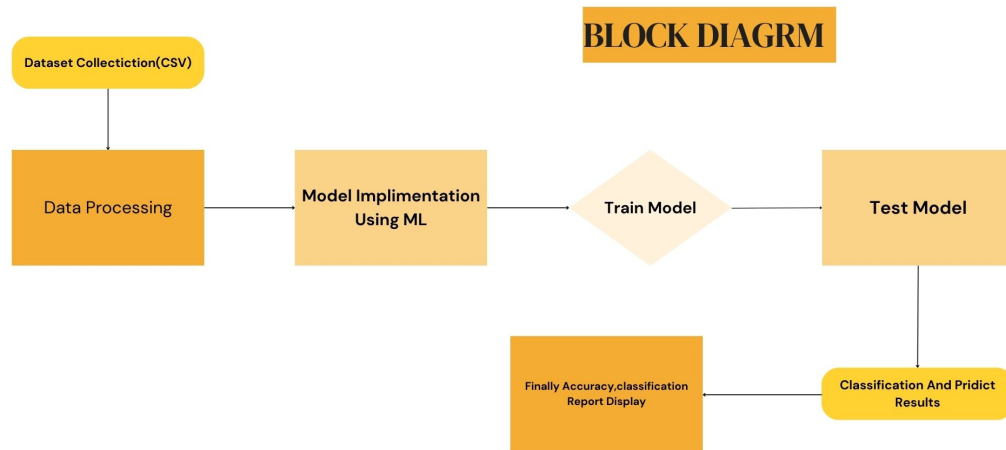 BLOCK DIAGRM
Dataset Collectiction(CSV)
Data Processing
Model Implimentation
Using ML
Train Model
Test Model
Classification And Pridict
Results
Finally Accuracy,classification
Report Display